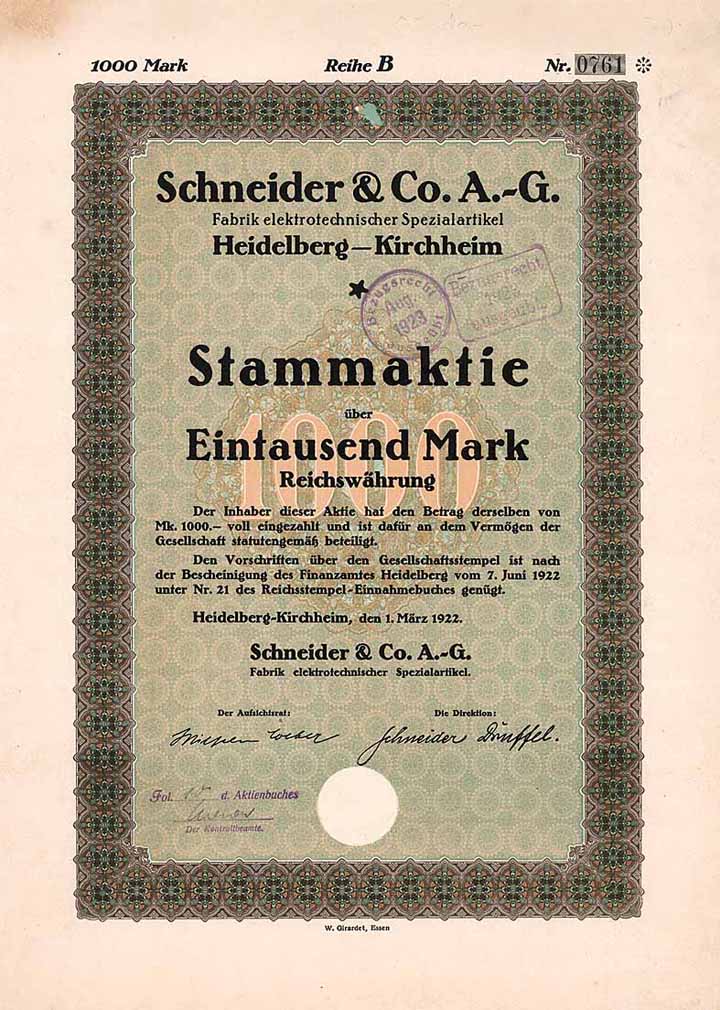 1000 Mark Reihe B Nr. 0761
Schneider & Co. A.-G.
Fabrik elektrotechnischer Spezialartikel
Heidelberg—Kirchheim
Bezugsrecht
Aug.
1923
Bezugsrecht
1922
Stammaktie
über
1000
Eintausend Mark
Reichswährung
Der Inhaber dieser Aktie hat den Betrag derselben von
Mk. 1000.— voll eingezahlt und ist dafür an dem Vermögen der
Gesellschaft statutengemäß beteiligt.
Den Vorschriften über den Gesellschaftsstempel ist nach
der Bescheinigung des Finanzamtes Heidelberg vom 7. Juni 1922
unter Nr. 21 des Reichsstempel-Einnahmebuches genügt.
Heidelberg-Kirchheim, den 1. März 1922.
Schneider & Co. A.-G.
Fabrik elektrotechnischer Spezialartikel.
Der Aufsichtsrat: Die Direktion:
Schneider
Fol. d. Aktienbuches
Der Kontrollbeamte.
W. Girardet, Essen